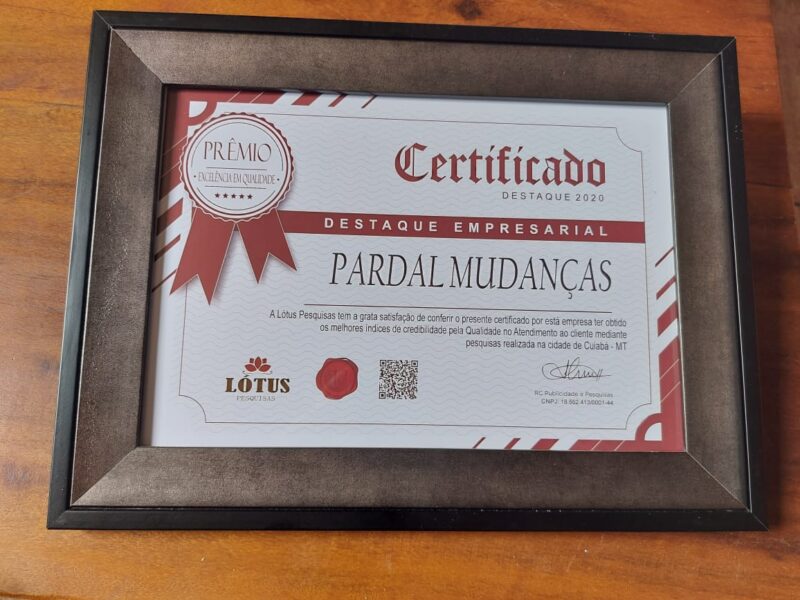 PRÊMIO
EXCELÊNCIA EM QUALIDADE
Certificado
DESTAQUE 2020
DESTAQUE EMPRESARIAL
PARDAL MUDANÇAS
A Lótus Pesquisas tem a grata satisfação de conferir o presente certificado por está empresa ter obtido
os melhores índices de credibilidade pela Qualidade no Atendimento ao cliente mediante
pesquisas realizada na cidade de Cuiabá - MT
LÓTUS
PESQUISAS
RC Publicidade e Pesquisas
CNPJ: